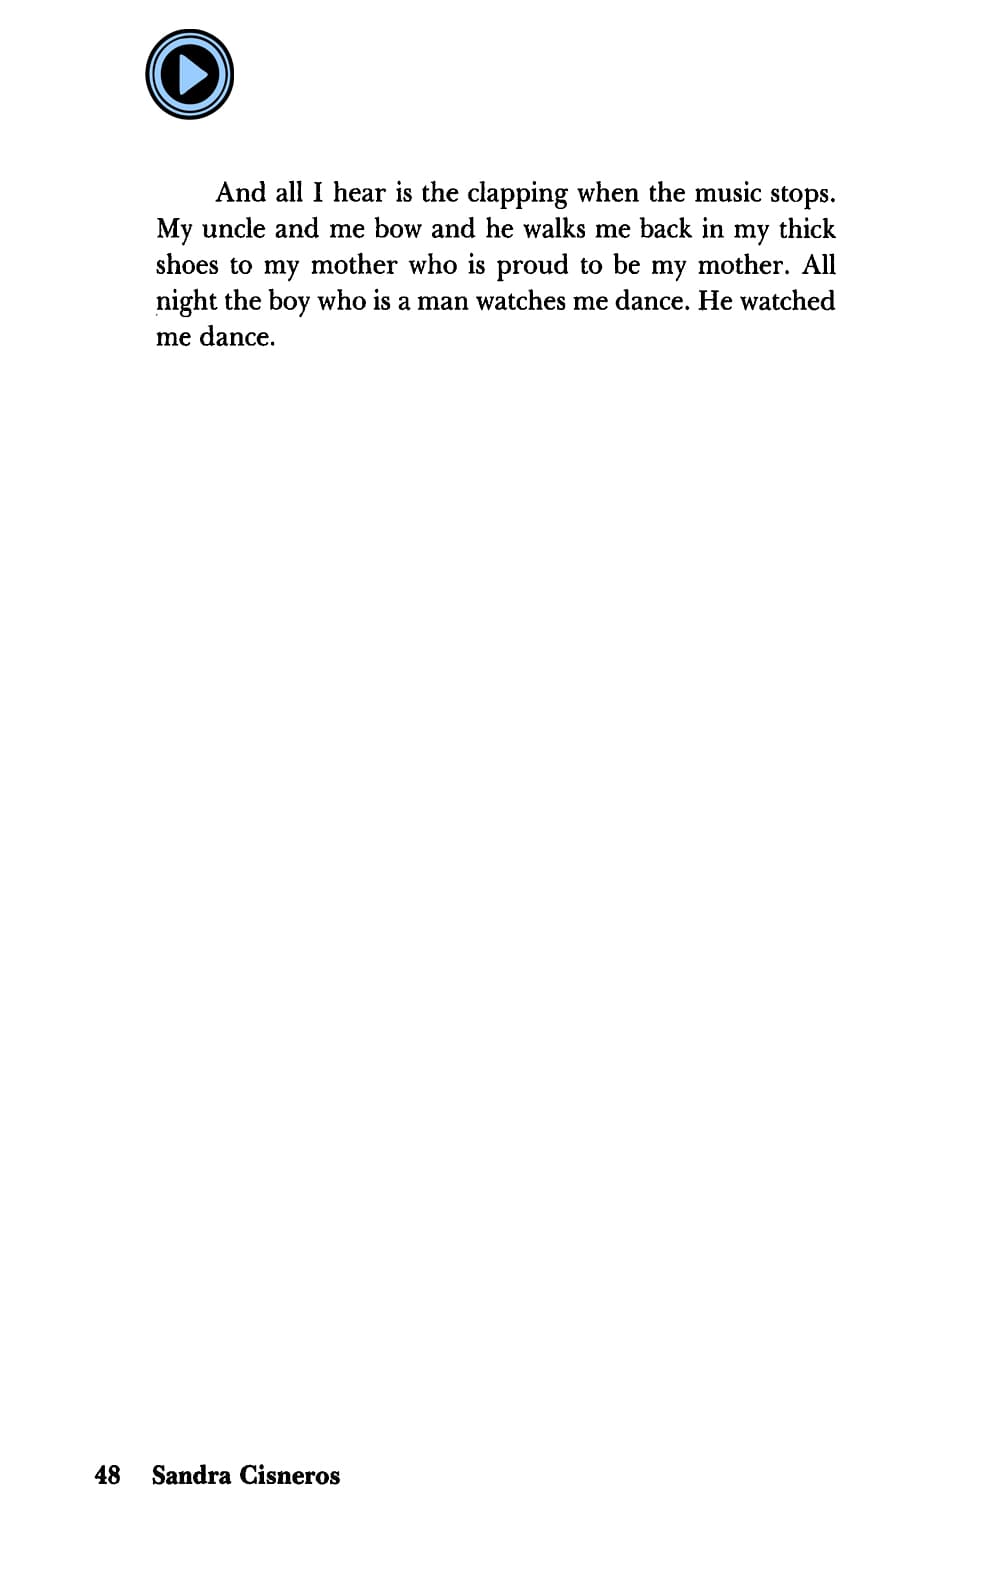 And all I hear is the clapping when the music stops.
My uncle and me bow and he walks me back in my thick
shoes to my mother who is proud to be my mother. All
night the boy who is a man watches me dance. He watched
me dance.
48 Sandra Cisneros